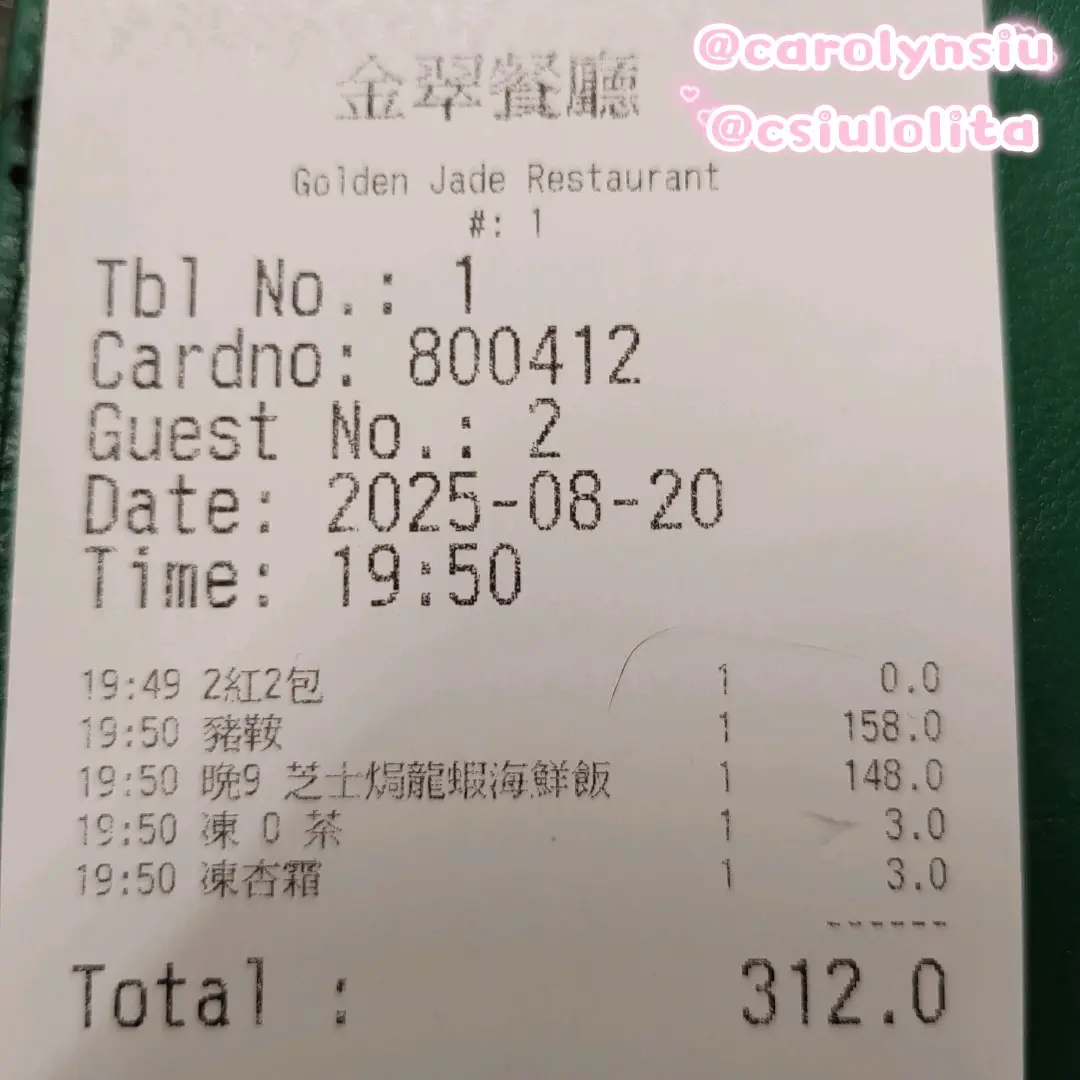 @carolynsiu
@csiulolita
金翠餐廳
Golden Jade Restaurant
#: 1
Tbl No.: 1
Cardno: 800412
Guest No.: 2
Date: 2025-08-20
Time: 19:50
19:49 2紅2包 1 0.0
19:50 豬鞍 1 158.0
19:50 晚9 芝士焗龍蝦海鮮飯 1 148.0
19:50 凍 0 茶 1 3.0
19:50 凍杏霜 1 3.0
------
Total : 312.0